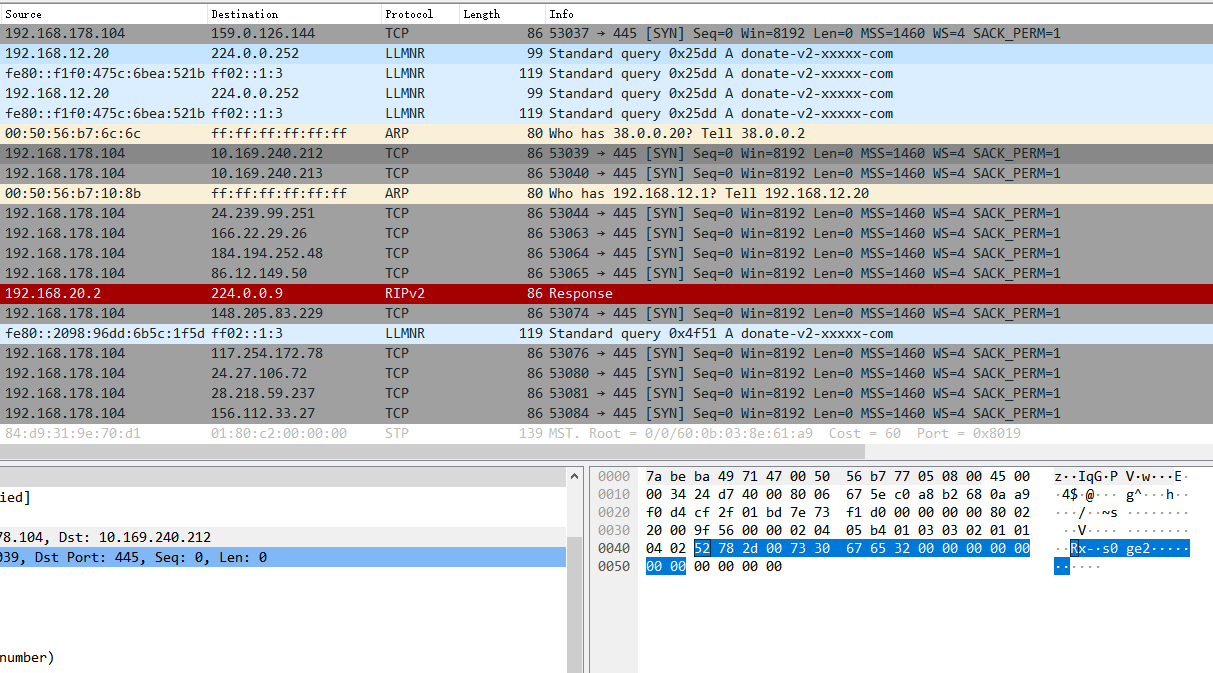 Source Destination Protocol Length Info
192.168.178.104 159.0.126.144 TCP 86 53037 → 445 [SYN] Seq=0 Win=8192 Len=0 MSS=1460 WS=4 SACK_PERM=1
192.168.12.20 224.0.0.252 LLMNR 99 Standard query 0x25dd A donate-v2-xxxxx-com
fe80::f1f0:475c:6bea:521b ff02::1:3 LLMNR 119 Standard query 0x25dd A donate-v2-xxxxx-com
192.168.12.20 224.0.0.252 LLMNR 99 Standard query 0x25dd A donate-v2-xxxxx-com
fe80::f1f0:475c:6bea:521b ff02::1:3 LLMNR 119 Standard query 0x25dd A donate-v2-xxxxx-com
00:50:56:b7:6c:6c ff:ff:ff:ff:ff:ff ARP 80 Who has 38.0.0.20? Tell 38.0.0.2
192.168.178.104 10.169.240.212 TCP 86 53039 → 445 [SYN] Seq=0 Win=8192 Len=0 MSS=1460 WS=4 SACK_PERM=1
192.168.178.104 10.169.240.213 TCP 86 53040 → 445 [SYN] Seq=0 Win=8192 Len=0 MSS=1460 WS=4 SACK_PERM=1
00:50:56:b7:10:8b ff:ff:ff:ff:ff:ff ARP 80 Who has 192.168.12.1? Tell 192.168.12.20
192.168.178.104 24.239.99.251 TCP 86 53044 → 445 [SYN] Seq=0 Win=8192 Len=0 MSS=1460 WS=4 SACK_PERM=1
192.168.178.104 166.22.29.26 TCP 86 53063 → 445 [SYN] Seq=0 Win=8192 Len=0 MSS=1460 WS=4 SACK_PERM=1
192.168.178.104 184.194.252.48 TCP 86 53064 → 445 [SYN] Seq=0 Win=8192 Len=0 MSS=1460 WS=4 SACK_PERM=1
192.168.178.104 86.12.149.50 TCP 86 53065 → 445 [SYN] Seq=0 Win=8192 Len=0 MSS=1460 WS=4 SACK_PERM=1
192.168.20.2 224.0.0.9 RIPv2 86 Response
192.168.178.104 148.205.83.229 TCP 86 53074 → 445 [SYN] Seq=0 Win=8192 Len=0 MSS=1460 WS=4 SACK_PERM=1
fe80::2098:96dd:6b5c:1f5d ff02::1:3 LLMNR 119 Standard query 0x4f51 A donate-v2-xxxxx-com
192.168.178.104 117.254.172.78 TCP 86 53076 → 445 [SYN] Seq=0 Win=8192 Len=0 MSS=1460 WS=4 SACK_PERM=1
192.168.178.104 24.27.106.72 TCP 86 53080 → 445 [SYN] Seq=0 Win=8192 Len=0 MSS=1460 WS=4 SACK_PERM=1
192.168.178.104 28.218.59.237 TCP 86 53081 → 445 [SYN] Seq=0 Win=8192 Len=0 MSS=1460 WS=4 SACK_PERM=1
192.168.178.104 156.112.33.27 TCP 86 53084 → 445 [SYN] Seq=0 Win=8192 Len=0 MSS=1460 WS=4 SACK_PERM=1
84:d9:31:9e:70:d1 01:80:c2:00:00:00 STP 139 MST. Root = 0/0/60:0b:03:8e:61:a9 Cost = 60 Port = 0x8019
ied]
78.104, Dst: 10.169.240.212
039, Dst Port: 445, Seq: 0, Len: 0
number)
0000 7a be ba 49 71 47 00 50 56 b7 77 05 08 00 45 00 z··IqG·P V·w···E·
0010 00 34 24 d7 40 00 80 06 67 5e c0 a8 b2 68 0a a9 ·4$·@··· g^···h··
0020 f0 d4 cf 2f 01 bd 7e 73 f1 d0 00 00 00 00 80 02 ···/··~s ········
0030 20 00 9f 56 00 00 02 04 05 b4 01 03 03 02 01 01 ··V····· ········
0040 04 02 52 78 2d 00 73 30 67 65 32 00 00 00 00 00 ··Rx-·s0 ge2·····
0050 00 00 00 00 00 00 ······